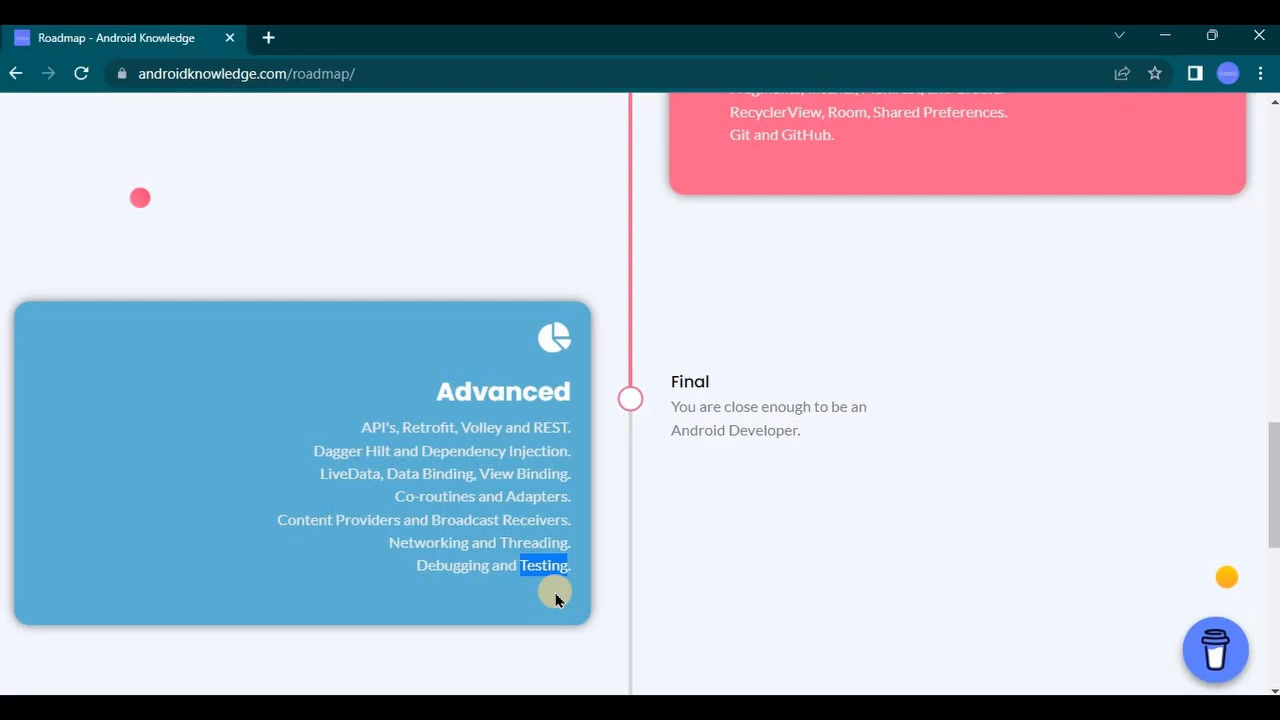 Roadmap - Android Knowledge
androidknowledge.com/roadmap/
RecyclerView, Room, Shared Preferences.
Git and GitHub.
Advanced
API's, Retrofit, Volley and REST.
Dagger Hilt and Dependency Injection.
LiveData, Data Binding, View Binding.
Co-routines and Adapters.
Content Providers and Broadcast Receivers.
Networking and Threading.
Debugging and Testing.
Final
You are close enough to be an
Android Developer.